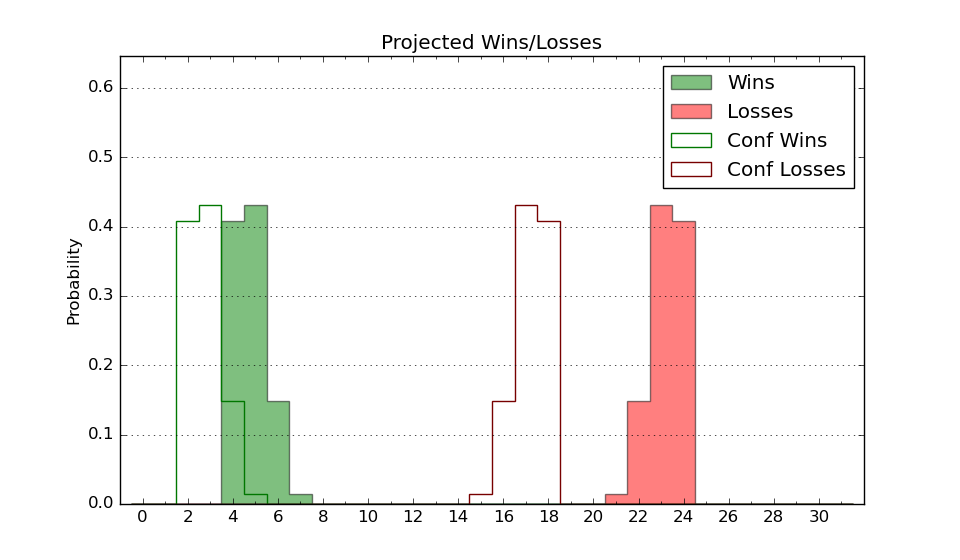 Projected Wins/Losses
Wins
Losses
Conf Wins
Conf Losses
Probability
0.6
0.5
0.4
0.3
0.2
0.1
0.0
0 2 4 6 8 10 12 14 16 18 20 22 24 26 28 30